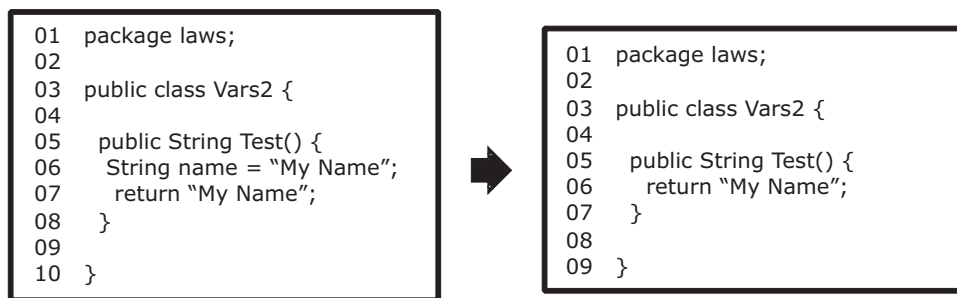 01 package laws;
02
03 public class Vars2 {
04
05 public String Test() {
06 String name = “My Name”;
07 return “My Name”;
08 }
09
10 }
01 package laws;
02
03 public class Vars2 {
04
05 public String Test() {
06 return “My Name”;
07 }
08
09 }